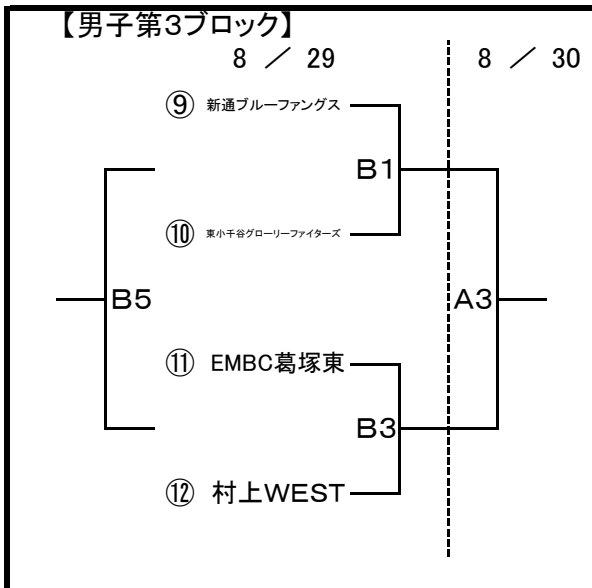 【男子第3ブロック】
8 ／ 29
8 ／ 30
⑨ 新通ブルーファングス
B1
⑩ 東小千谷グローリーファイターズ
B5
A3
⑪ EMBC葛塚東
B3
⑫ 村上WEST